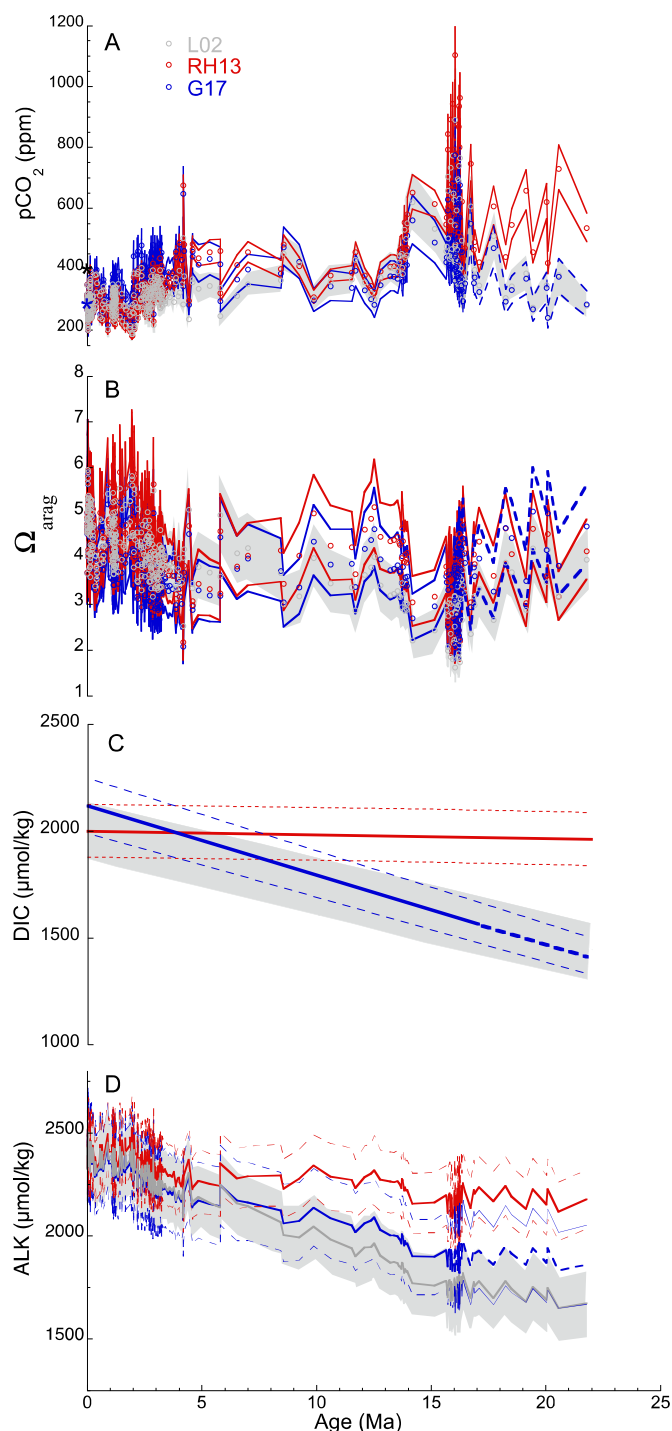 A
L02
RH13
G17
pCO2 (ppm)
1200
1000
800
600
400
200
*
*
B
Ωarag
8
7
6
5
4
3
2
1
C
DIC (µmol/kg)
2500
2000
1500
1000
D
ALK (µmol/kg)
2500
2000
1500
0 5 10 15 20 25
Age (Ma)